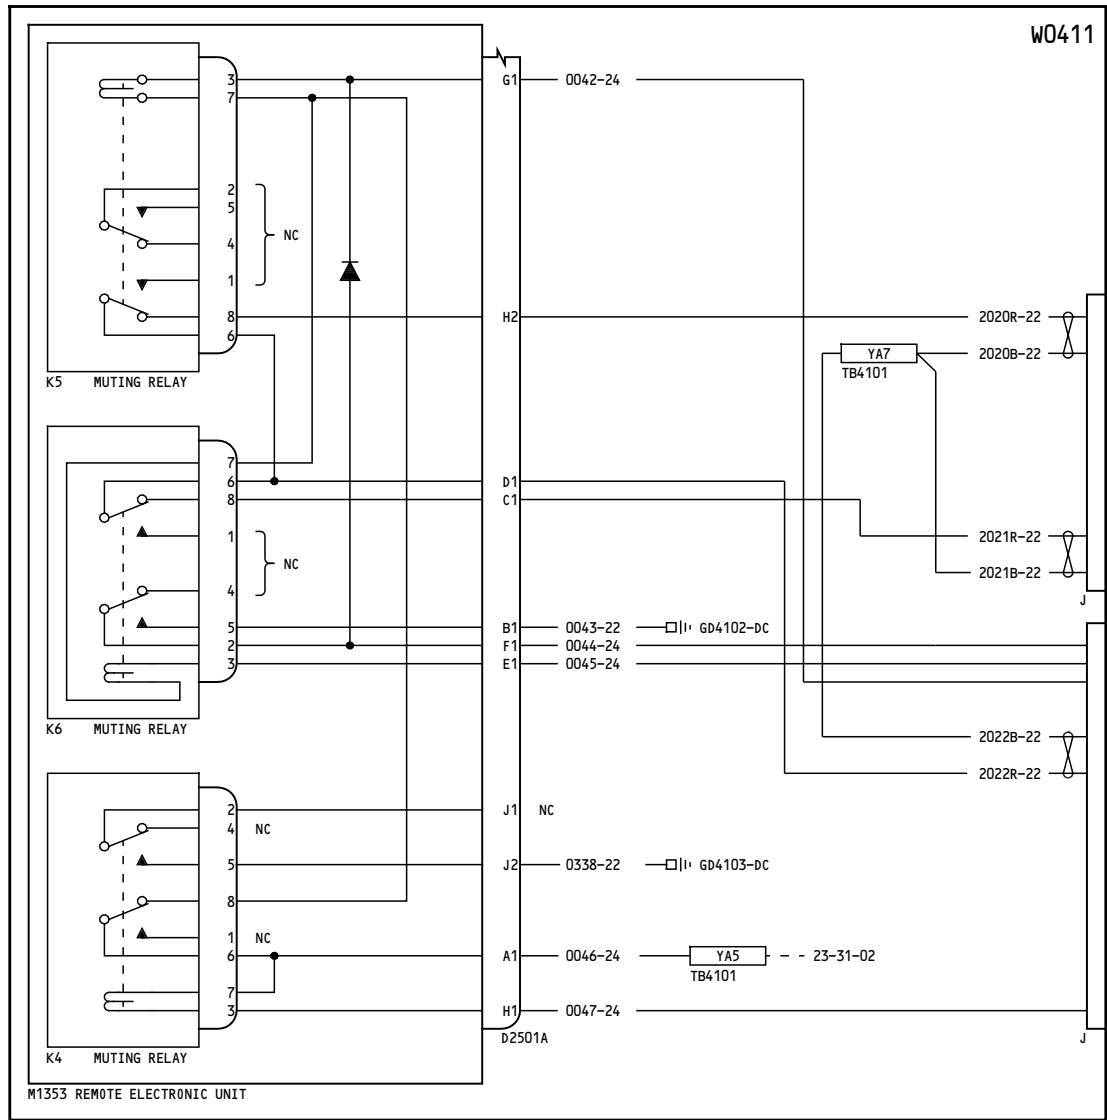 W0411
3 G1 0042-24
7
2
5
NC
4
1
8 H2 2020R-22
6
YA7 2020B-22
TB4101
K5 MUTING RELAY
7
6 D1
8 C1
1 2021R-22
NC
2021B-22
4
J
5 B1 0043-22 GD4102-DC
2 F1 0044-24
3 E1 0045-24
K6 MUTING RELAY
2022B-22
2022R-22
2 J1 NC
4 NC
5 J2 0338-22 GD4103-DC
8
1 NC
6 A1 0046-24 YA5 23-31-02
TB4101
7
3 H1 0047-24
D2501A
J
K4 MUTING RELAY
M1353 REMOTE ELECTRONIC UNIT